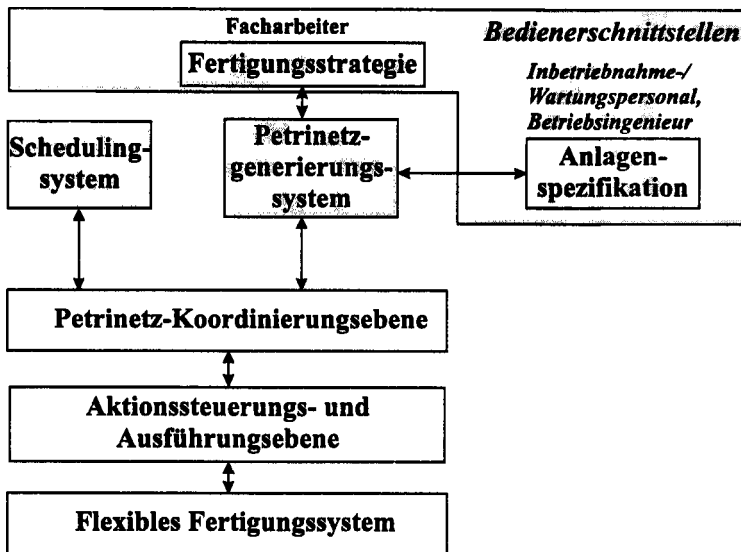 Facharbeiter
Bedienerschnittstellen
Fertigungsstrategie
Inbetriebnahme-/
Wartungspersonal,
Betriebsingenieur
Scheduling-
system
Petrinetz-
generierungs-
system
Anlagen-
spezifikation
Petrinetz-Koordinierungsebene
Aktionssteuerungs- und
Ausführungsebene
Flexibles Fertigungssystem